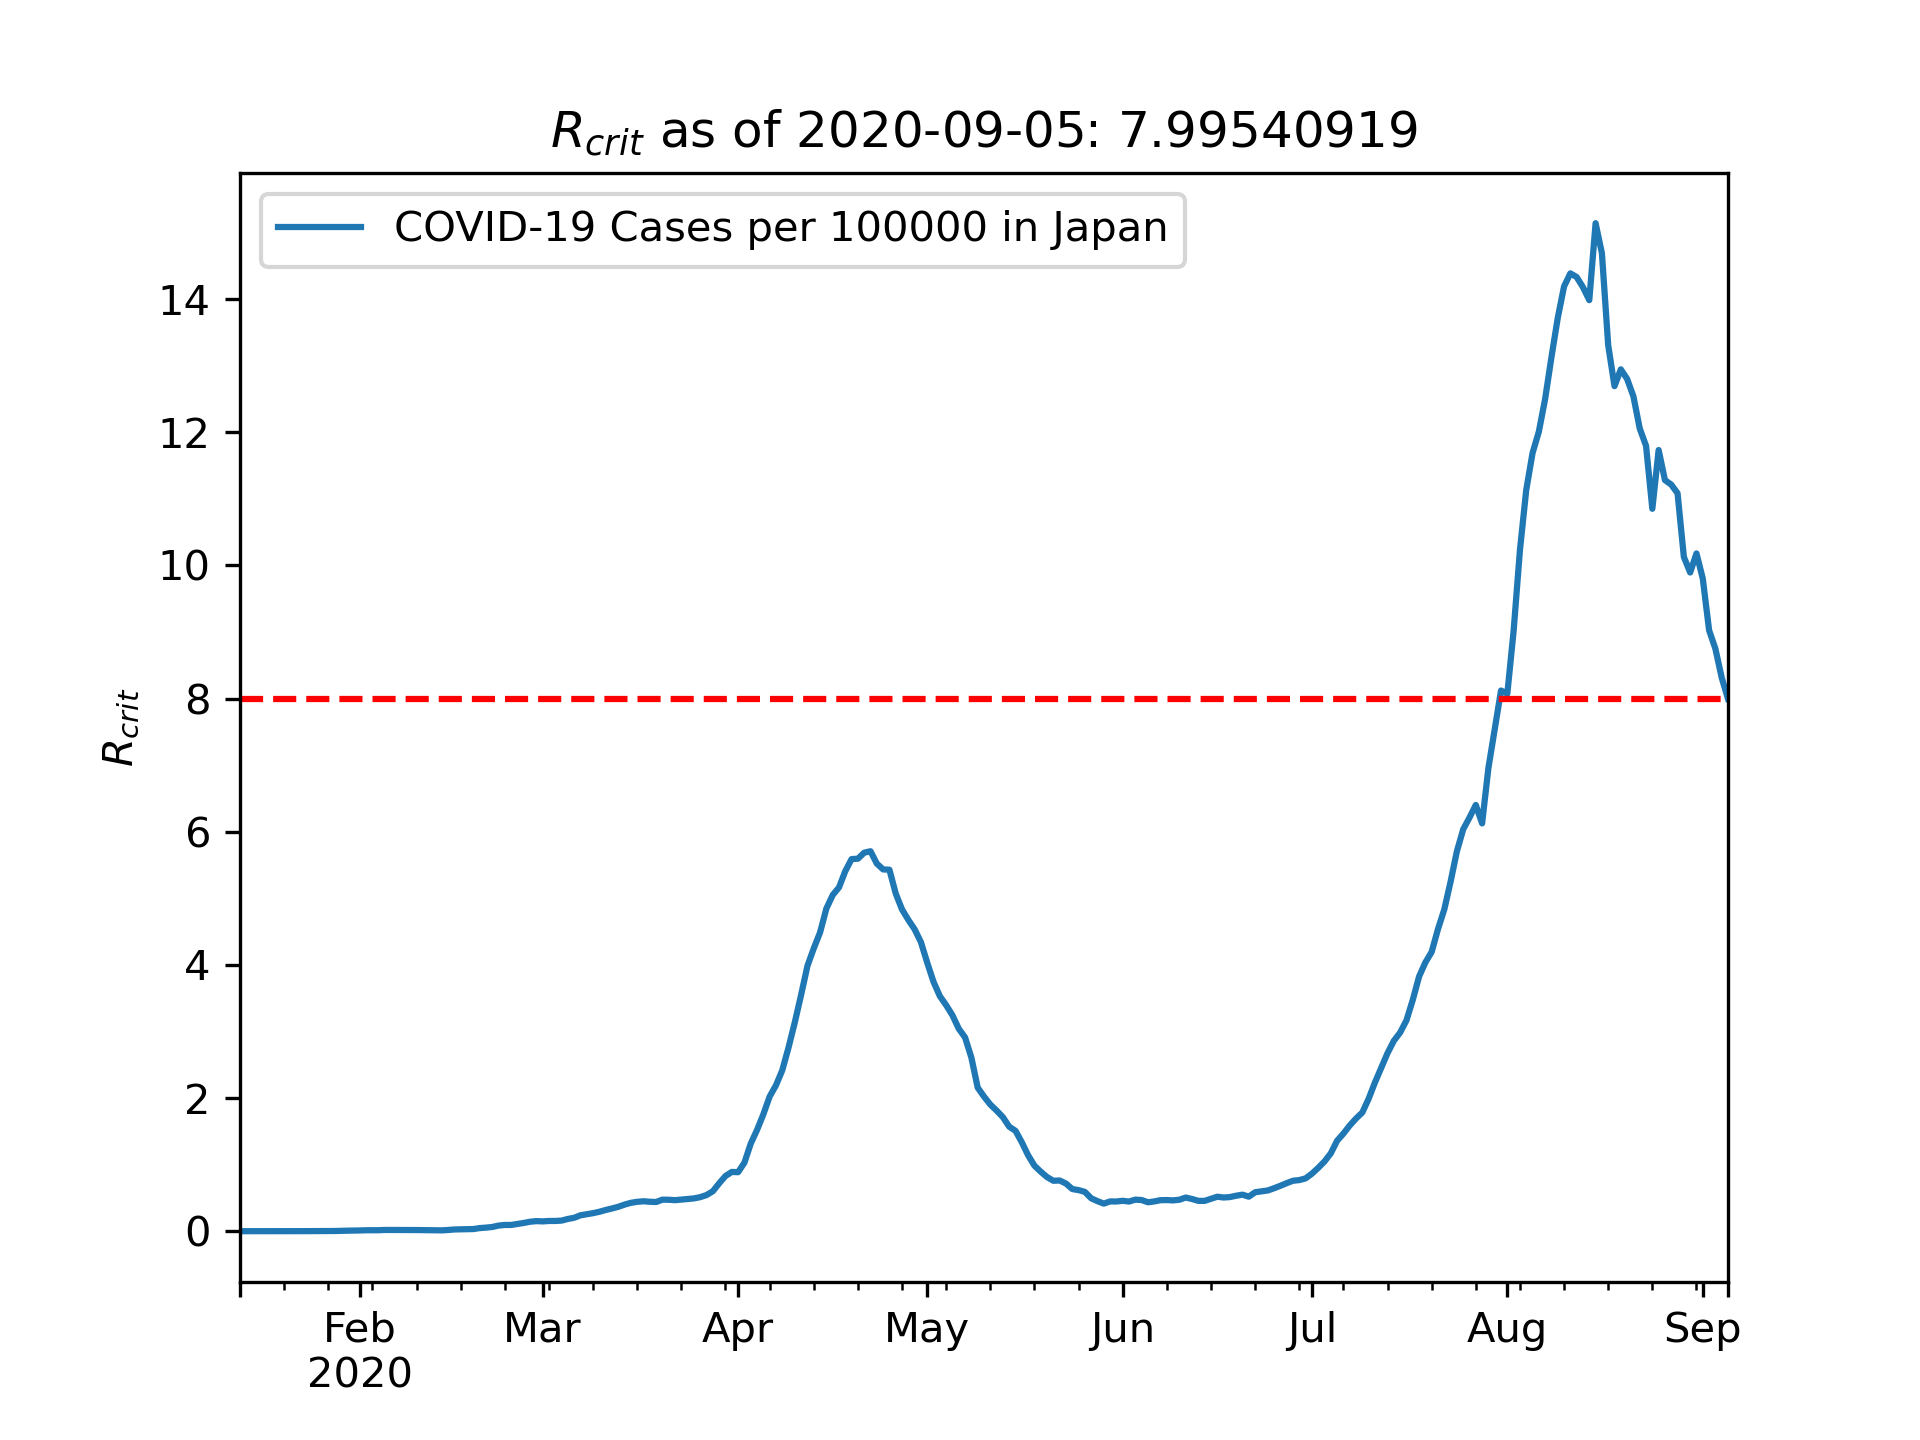 R_crit as of 2020-09-05: 7.99540919
COVID-19 Cases per 100000 in Japan
14
12
10
8
6
4
2
0
R_crit
Feb Mar Apr May Jun Jul Aug Sep
2020